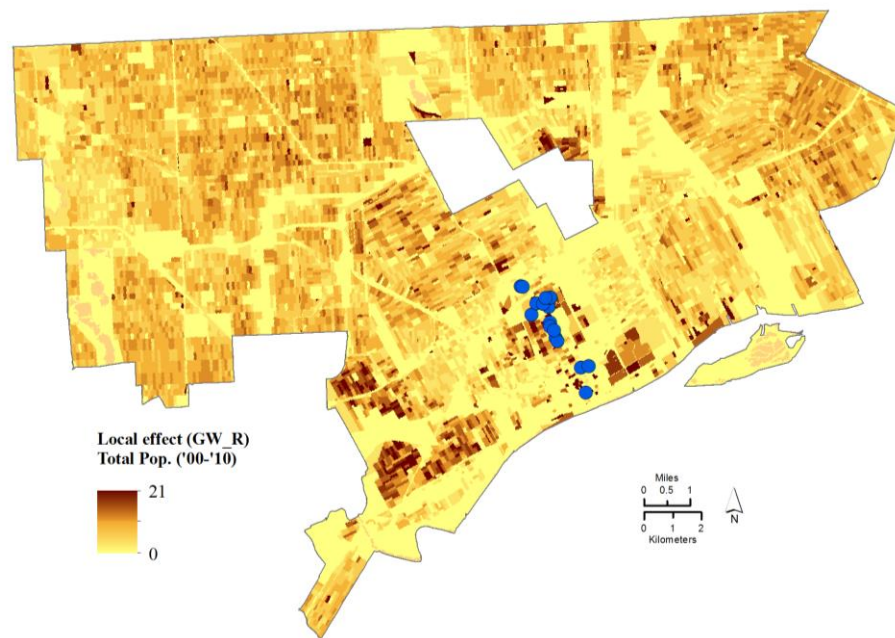 Local effect (GW_R)
Total Pop. ('00-'10)
21
0
Miles
0 0.5 1
0 1 2
Kilometers
N